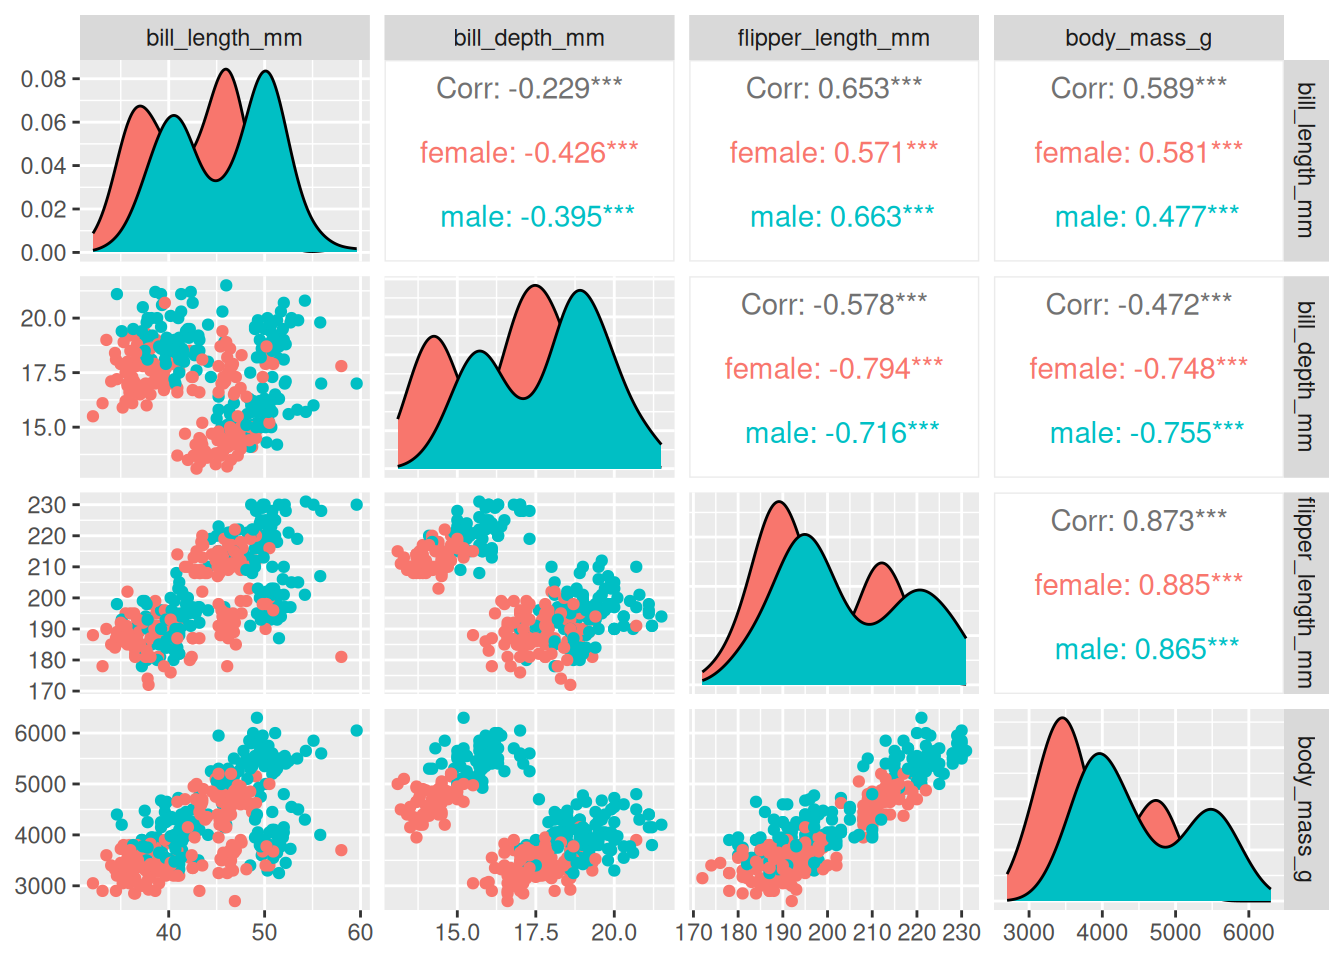 bill_length_mm
bill_depth_mm
flipper_length_mm
body_mass_g
0.08
0.06
0.04
0.02
0.00
Corr: -0.229***
female: -0.426***
male: -0.395***
Corr: 0.653***
female: 0.571***
male: 0.663***
Corr: 0.589***
female: 0.581***
male: 0.477***
bill_length_mm
20.0
17.5
15.0
Corr: -0.578***
female: -0.794***
male: -0.716***
Corr: -0.472***
female: -0.748***
male: -0.755***
bill_depth_mm
230
220
210
200
190
180
170
Corr: 0.873***
female: 0.885***
male: 0.865***
flipper_length_mm
6000
5000
4000
3000
body_mass_g
40 50 60
15.0 17.5 20.0
170 180 190 200 210 220 230
3000 4000 5000 6000